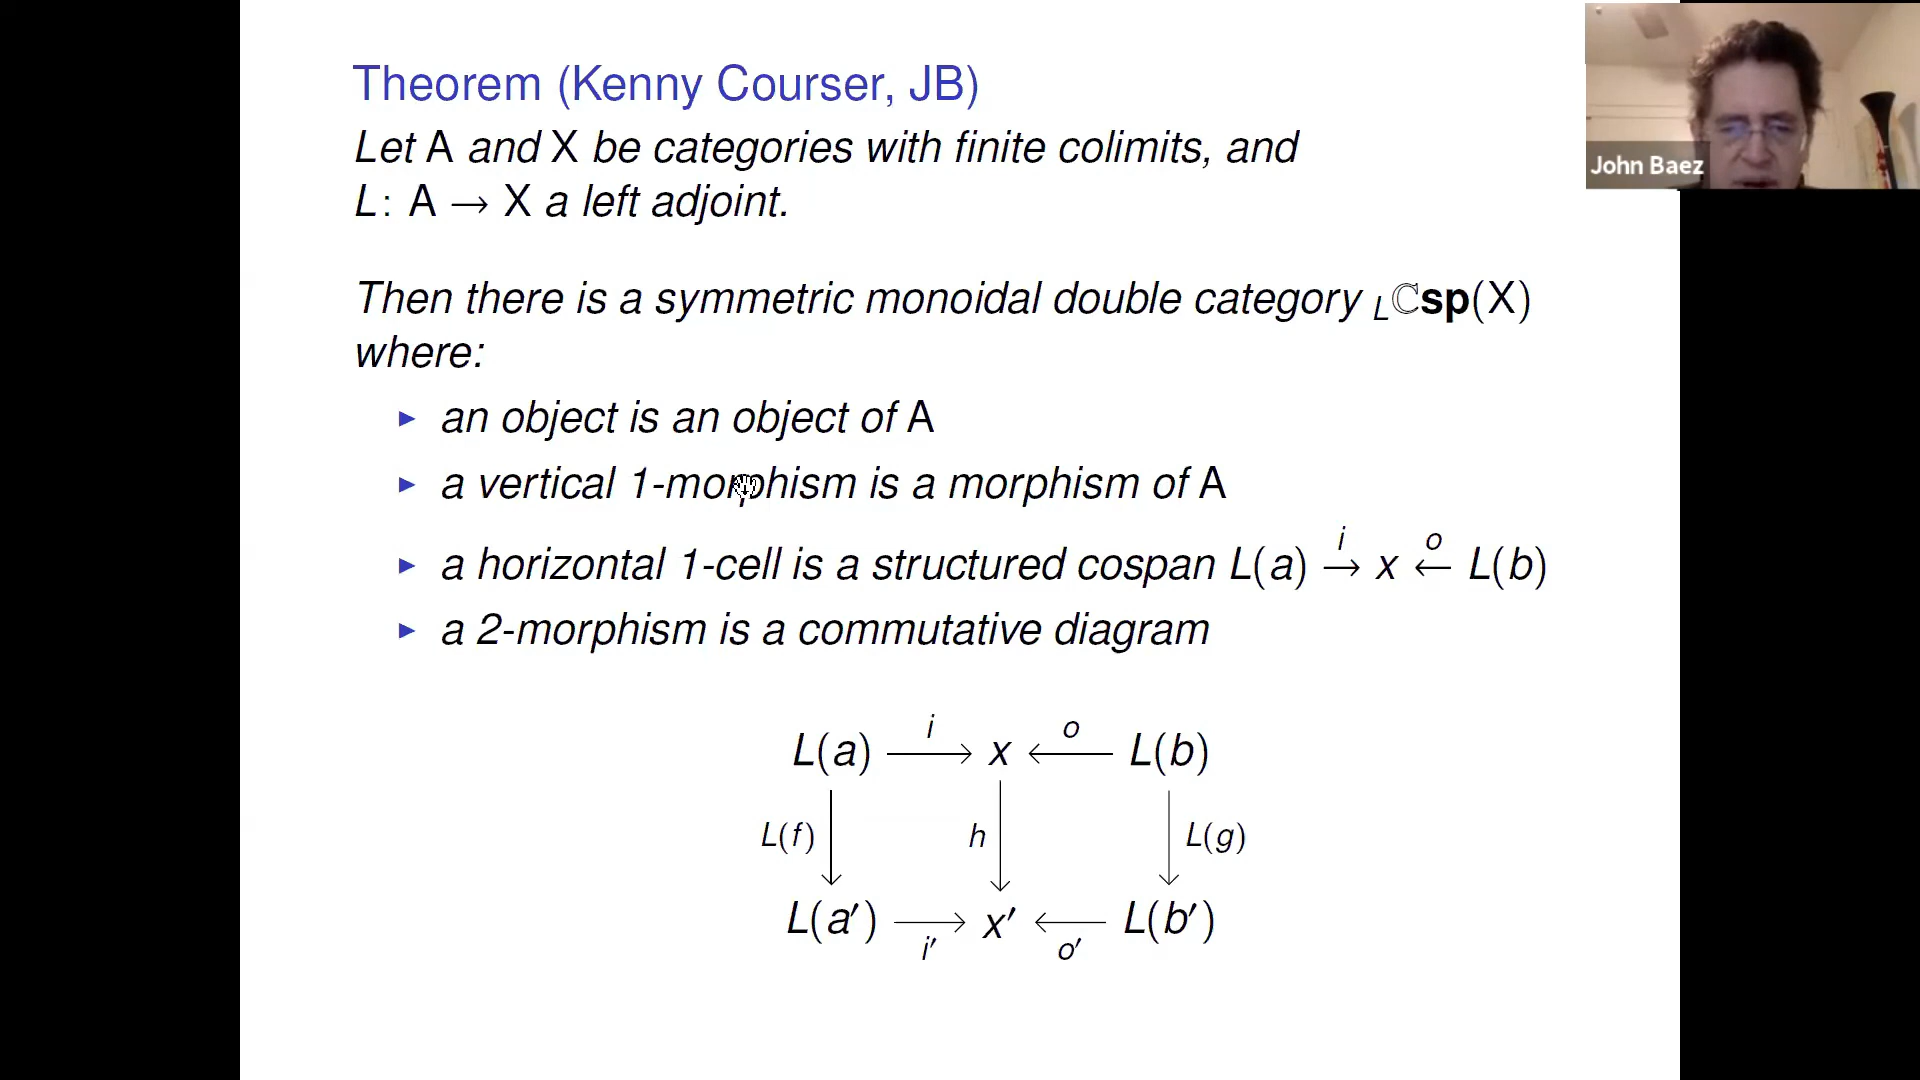 Theorem (Kenny Courser, JB)
Let A and X be categories with finite colimits, and
L: A → X a left adjoint.
Then there is a symmetric monoidal double category ₗℂsp(X)
where:
▶ an object is an object of A
▶ a vertical 1-morphism is a morphism of A
▶ a horizontal 1-cell is a structured cospan L(a) →^i x ←^o L(b)
▶ a 2-morphism is a commutative diagram
i o
L(a) → x ← L(b)
L(f) h L(g)
L(a′) → x′ ← L(b′)
i′ o′
John Baez